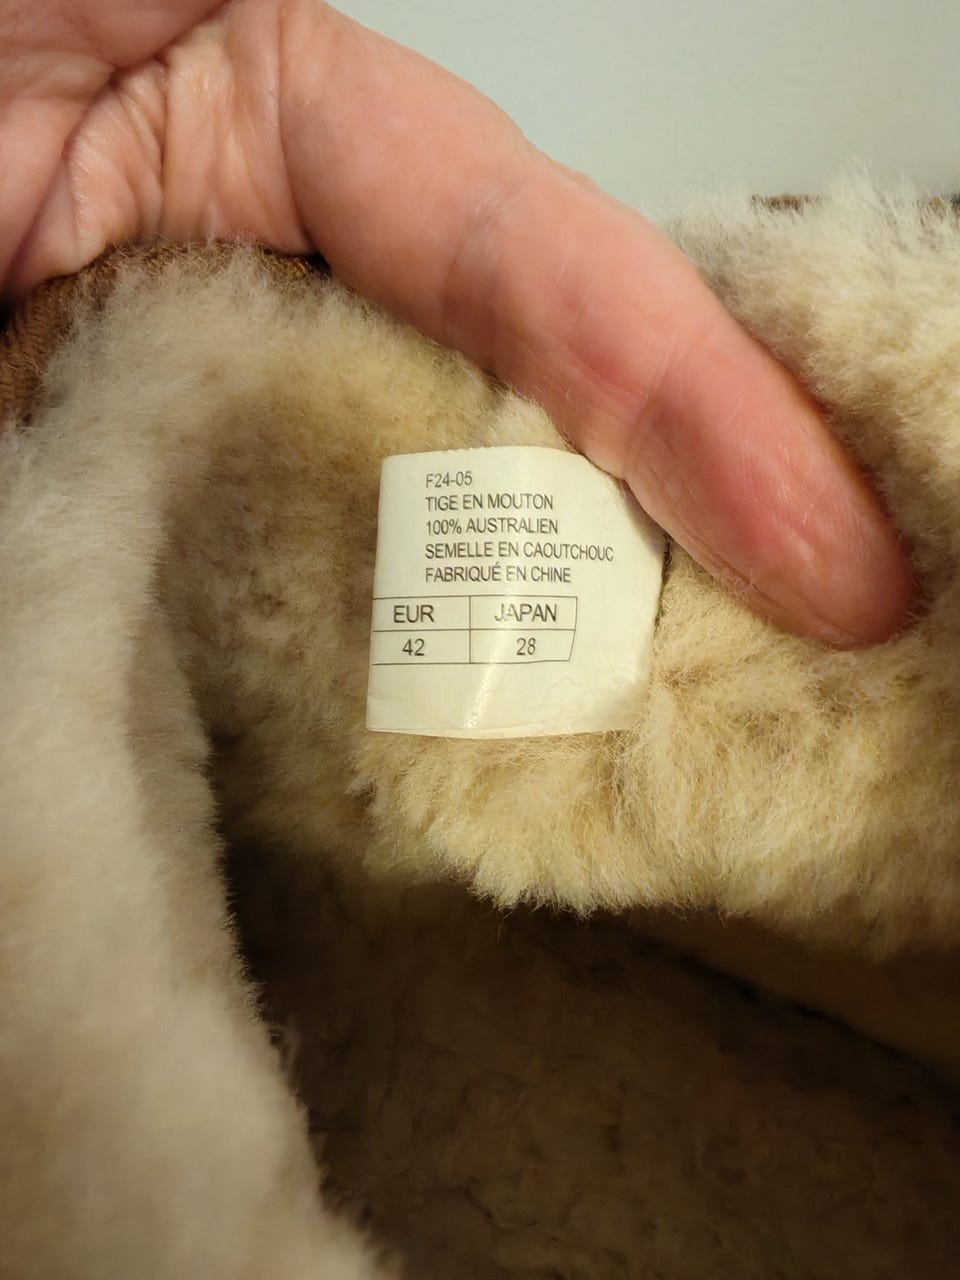 F24-05
TIGE EN MOUTON
100% AUSTRALIEN
SEMELLE EN CAOUTCHOUC
FABRIQUÉ EN CHINE
EUR JAPAN
42 28